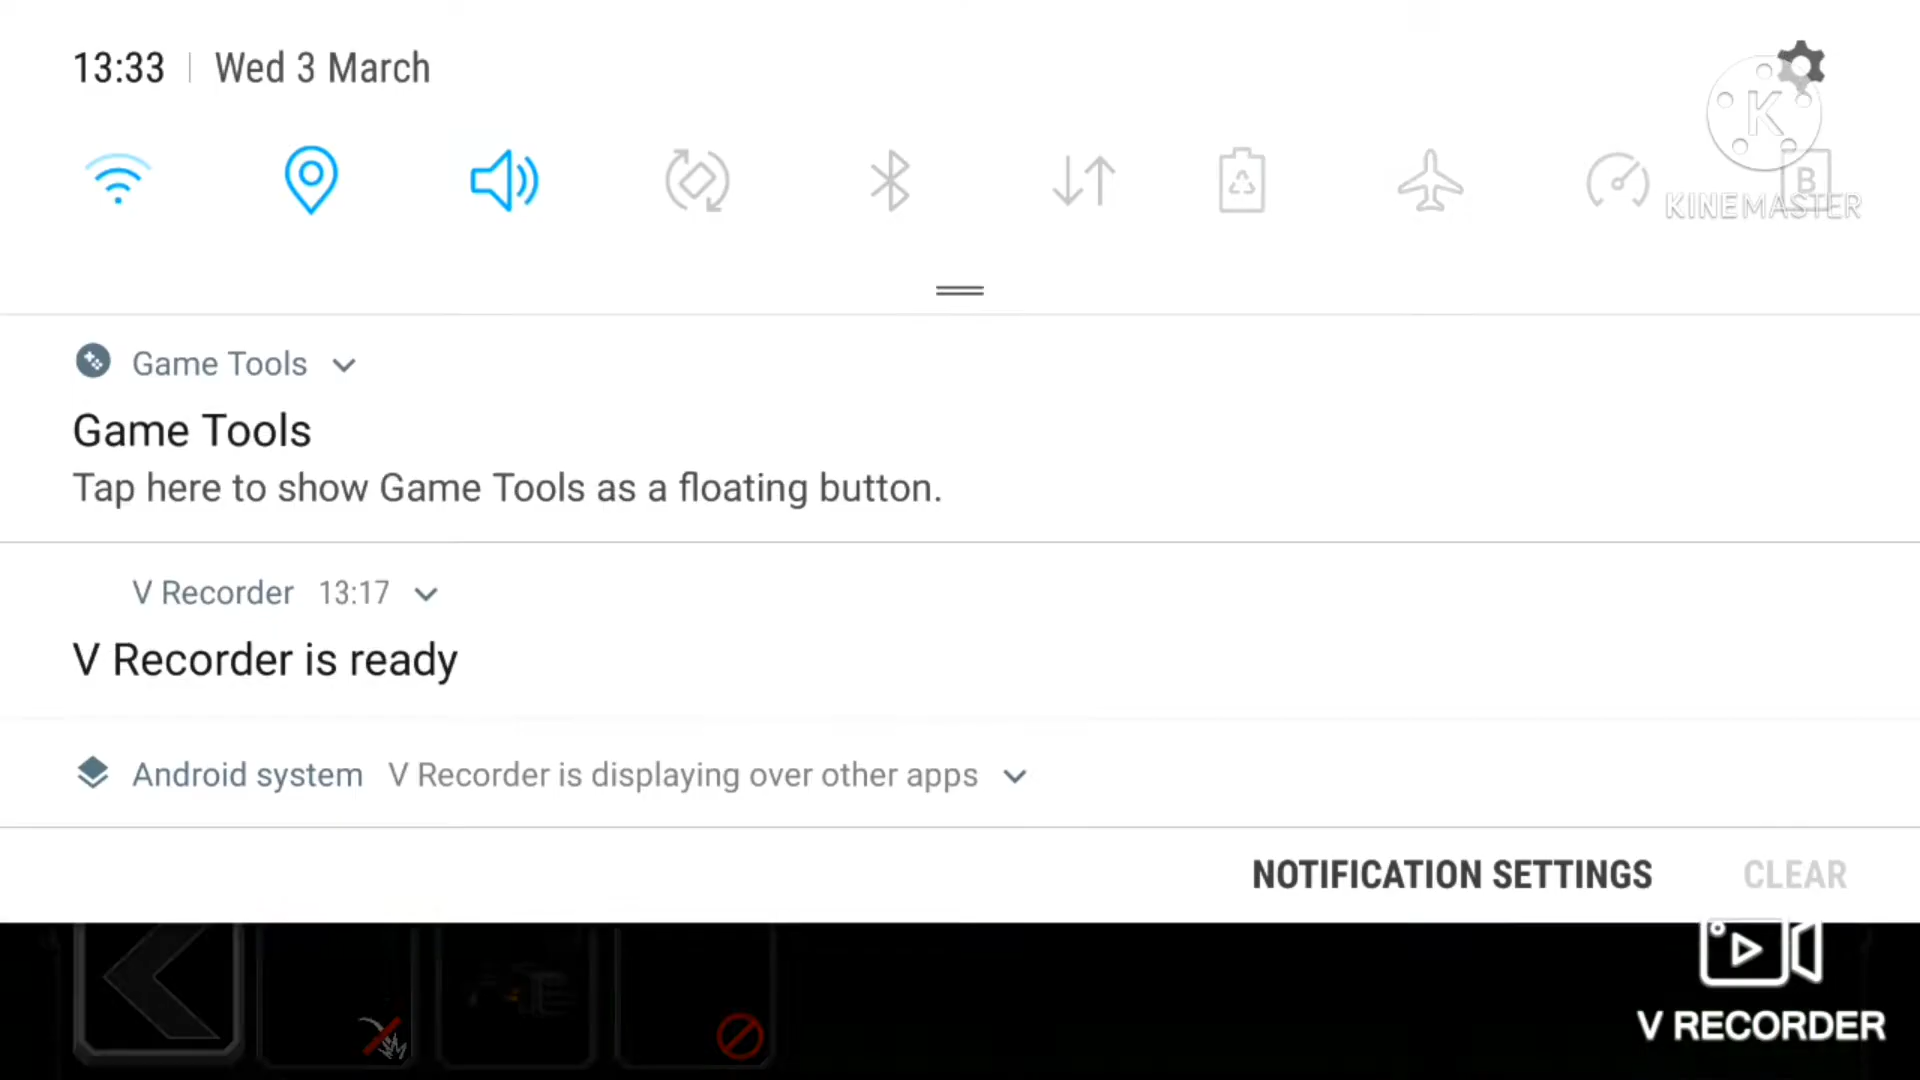 13:33 Wed 3 March
K
B
KINEMASTER
Game Tools
Game Tools
Tap here to show Game Tools as a floating button.
V Recorder 13:17
V Recorder is ready
Android system V Recorder is displaying over other apps
NOTIFICATION SETTINGS CLEAR
V RECORDER